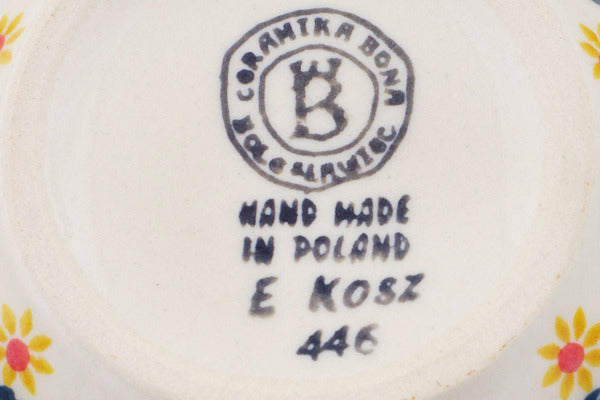 CERAMIKA BONA
BOLESŁAWIEC
B
HAND MADE
IN POLAND
E KOSZ
446